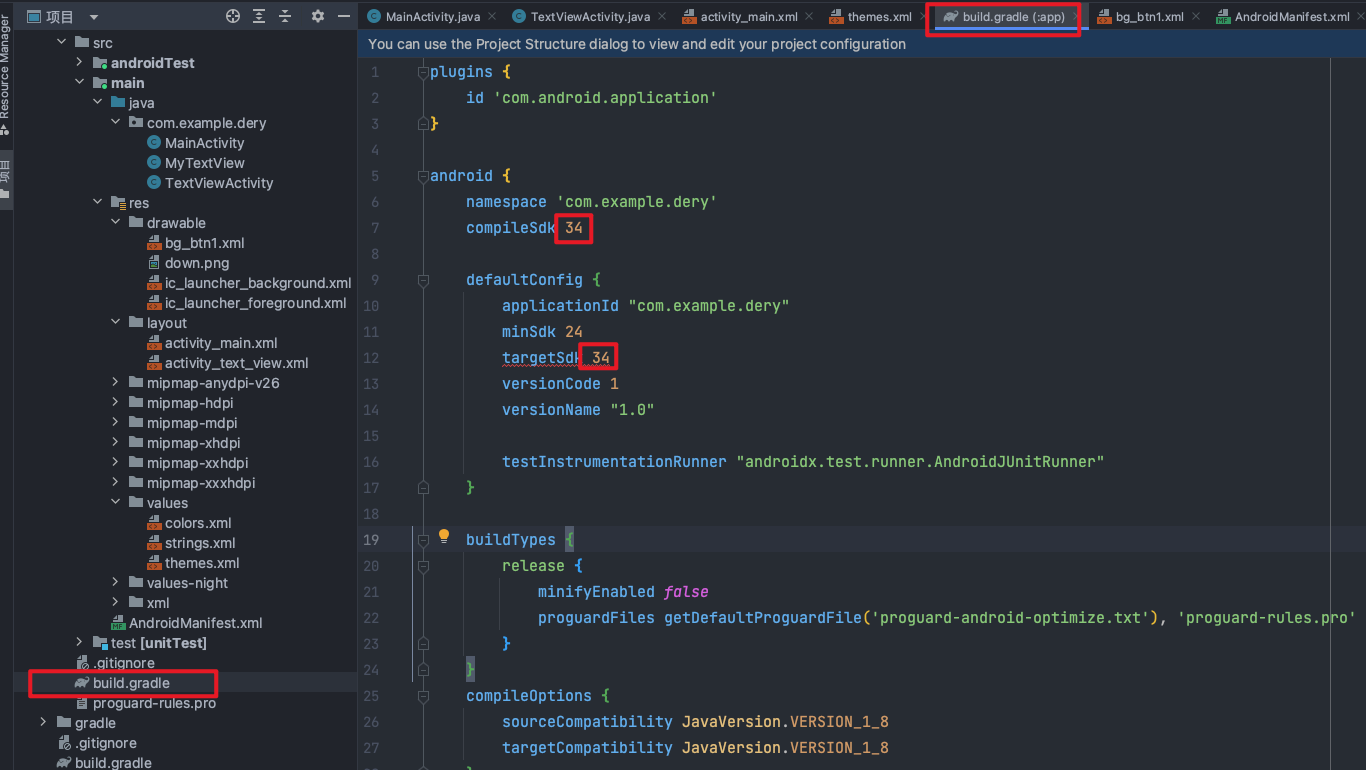 Resource Manager
项目
项目
src
androidTest
main
java
com.example.dery
MainActivity
MyTextView
TextViewActivity
res
drawable
bg_btn1.xml
down.png
ic_launcher_background.xml
ic_launcher_foreground.xml
layout
activity_main.xml
activity_text_view.xml
mipmap-anydpi-v26
mipmap-hdpi
mipmap-mdpi
mipmap-xhdpi
mipmap-xxhdpi
mipmap-xxxhdpi
values
colors.xml
strings.xml
themes.xml
values-night
xml
AndroidManifest.xml
test [unitTest]
.gitignore
build.gradle
proguard-rules.pro
gradle
.gitignore
build.gradle
MainActivity.java TextViewActivity.java activity_main.xml themes.xml build.gradle (:app) bg_btn1.xml AndroidManifest.xml
You can use the Project Structure dialog to view and edit your project configuration
1 plugins {
2 id 'com.android.application'
3 }
4
5 android {
6 namespace 'com.example.dery'
7 compileSdk 34
8
9 defaultConfig {
10 applicationId "com.example.dery"
11 minSdk 24
12 targetSdk 34
13 versionCode 1
14 versionName "1.0"
15
16 testInstrumentationRunner "androidx.test.runner.AndroidJUnitRunner"
17 }
18
19 buildTypes {
20 release {
21 minifyEnabled false
22 proguardFiles getDefaultProguardFile('proguard-android-optimize.txt'), 'proguard-rules.pro'
23 }
24 }
25 compileOptions {
26 sourceCompatibility JavaVersion.VERSION_1_8
27 targetCompatibility JavaVersion.VERSION_1_8